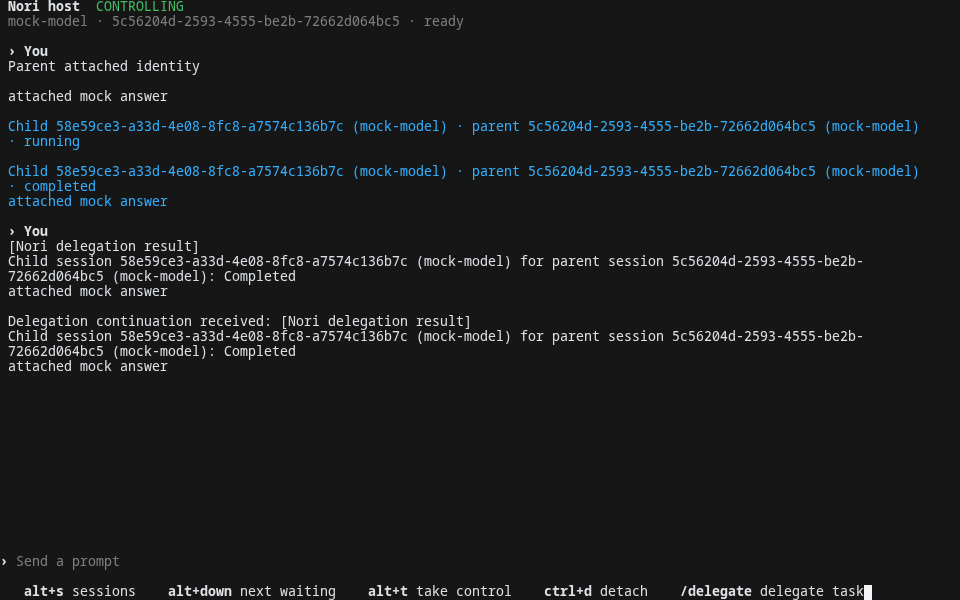 Nori host  CONTROLLING
mock-model · 5c56204d-2593-4555-be2b-72662d064bc5 · ready
› You
Parent attached identity
attached mock answer
Child 58e59ce3-a33d-4e08-8fc8-a7574c136b7c (mock-model) · parent 5c56204d-2593-4555-be2b-72662d064bc5 (mock-model)
· running
Child 58e59ce3-a33d-4e08-8fc8-a7574c136b7c (mock-model) · parent 5c56204d-2593-4555-be2b-72662d064bc5 (mock-model)
· completed
attached mock answer
› You
[Nori delegation result]
Child session 58e59ce3-a33d-4e08-8fc8-a7574c136b7c (mock-model) for parent session 5c56204d-2593-4555-be2b-
72662d064bc5 (mock-model): Completed
attached mock answer
Delegation continuation received: [Nori delegation result]
Child session 58e59ce3-a33d-4e08-8fc8-a7574c136b7c (mock-model) for parent session 5c56204d-2593-4555-be2b-
72662d064bc5 (mock-model): Completed
attached mock answer
› Send a prompt
alt+s sessions    alt+down next waiting    alt+t take control    ctrl+d detach    /delegate delegate task